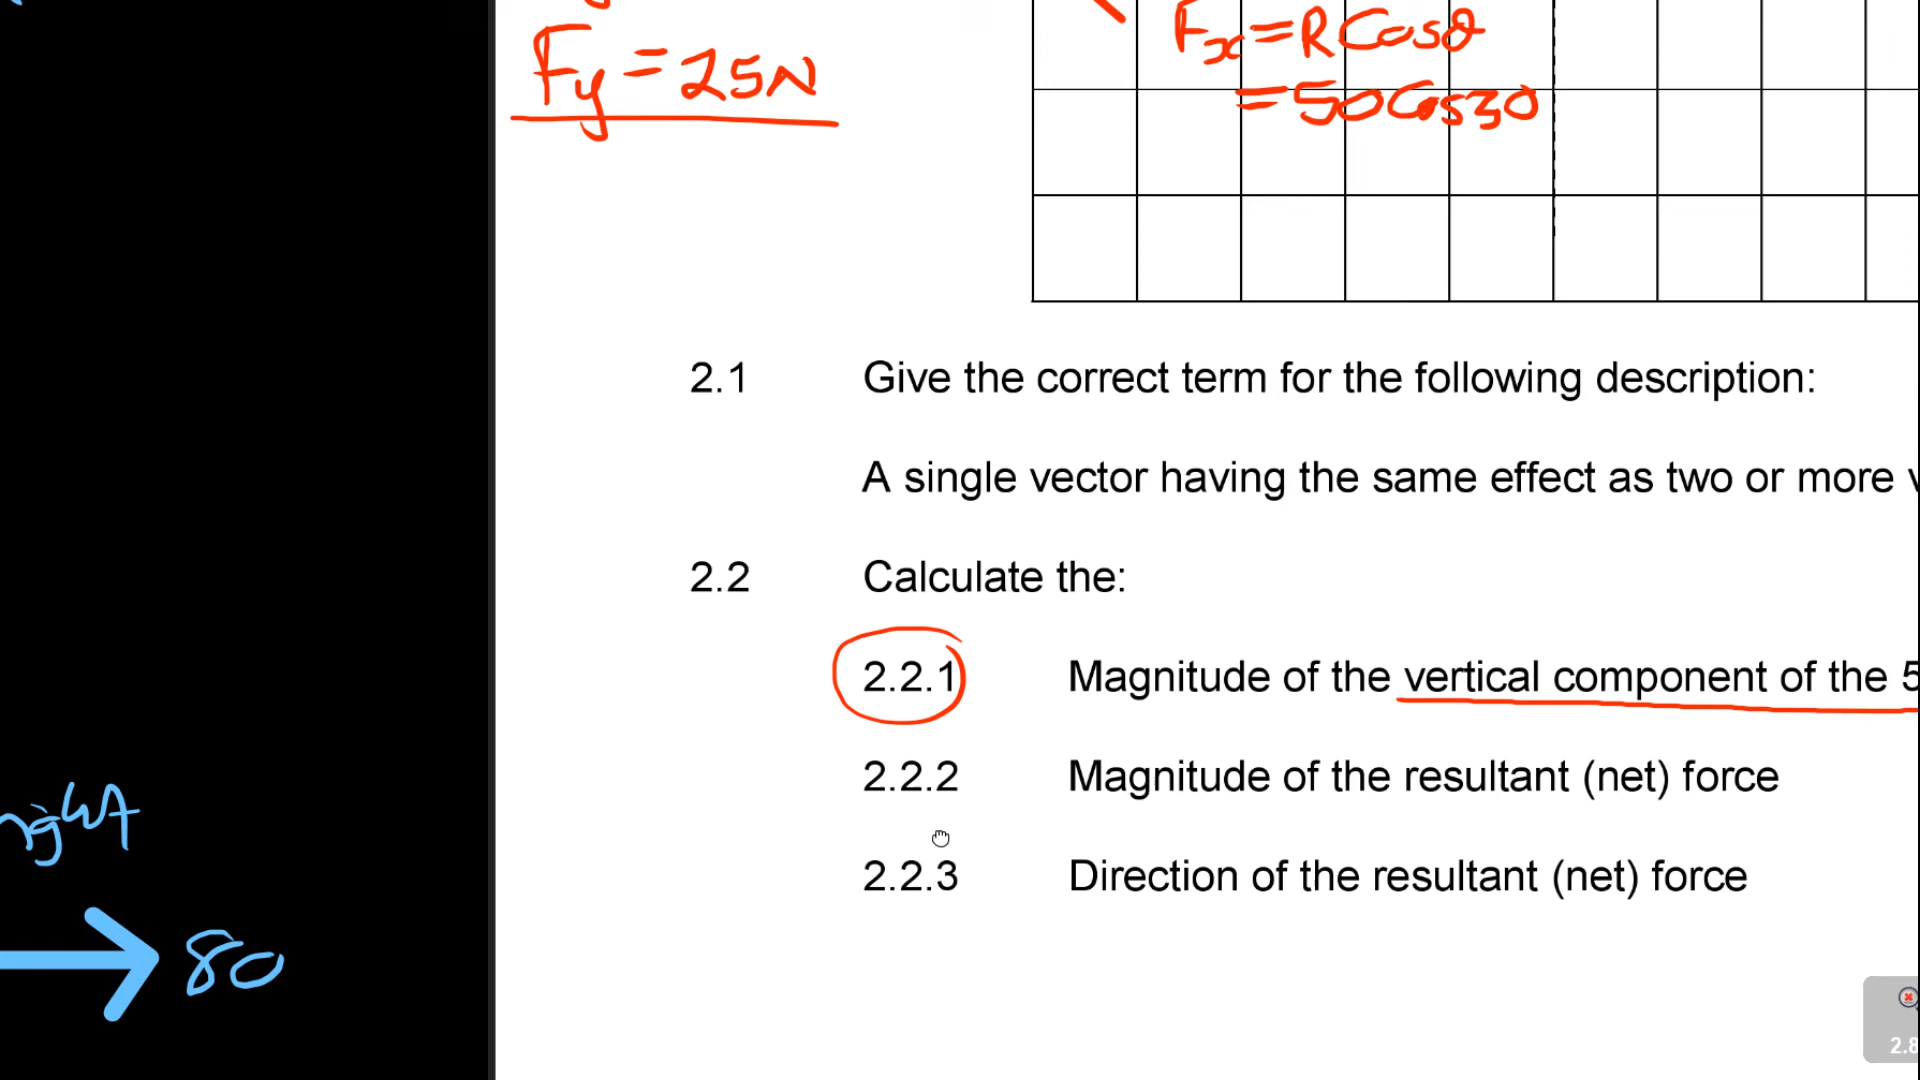 Fx = R Cosθ
= 50 Cos30
Fy = 25N
2.1 Give the correct term for the following description:
A single vector having the same effect as two or more
2.2 Calculate the:
2.2.1 Magnitude of the vertical component of the 5
2.2.2 Magnitude of the resultant (net) force
2.2.3 Direction of the resultant (net) force
80
2.8